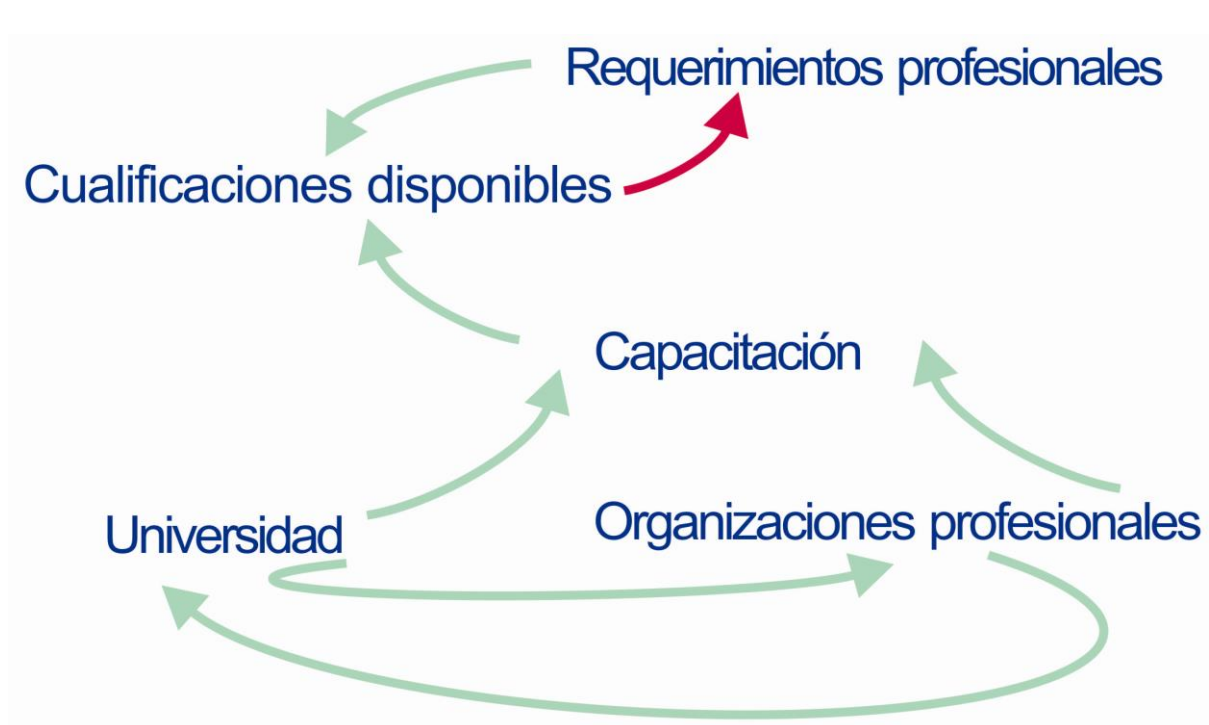 Requerimientos profesionales
Cualificaciones disponibles
Capacitación
Universidad
Organizaciones profesionales